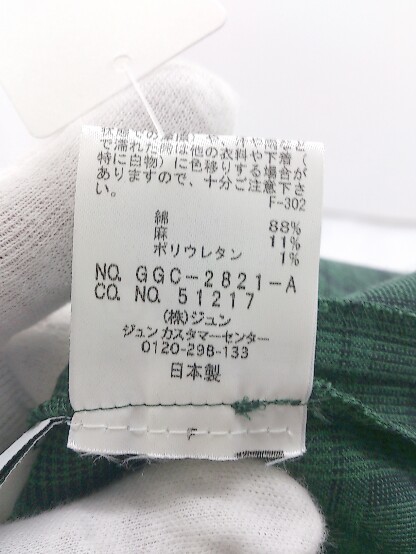 で濡れた時は他の衣料や下着(
特に白物)に色移りする場合が
ありますので、十分ご注意下さ
い。
F-302
綿 88%
麻 11%
ポリウレタン 1%
NO. GGC-2821-A
CO. NO. 51217
(株)ジュン
ジュン カスタマーセンター
0120-298-133
日本製
F